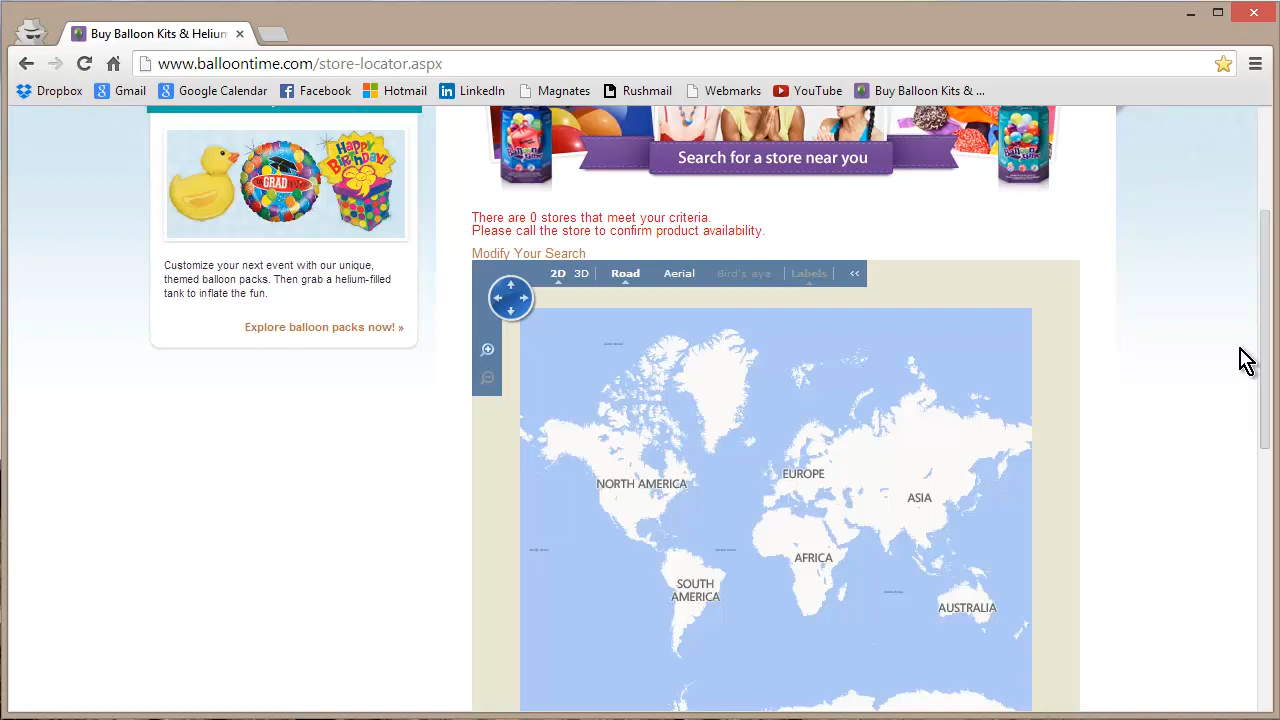 Buy Balloon Kits & Helium
www.balloontime.com/store-locator.aspx
Dropbox
Gmail
Google Calendar
Facebook
Hotmail
LinkedIn
Magnates
Rushmail
Webmarks
YouTube
Buy Balloon Kits & ...
HAPPY BIRTHDAY!
GRAD
Search for a store near you
Customize your next event with our unique,
themed balloon packs. Then grab a helium-filled
tank to inflate the fun.
Explore balloon packs now! »
There are 0 stores that meet your criteria.
Please call the store to confirm product availability.
Modify Your Search
2D 3D Road Aerial Bird's eye Labels «
NORTH AMERICA
EUROPE
ASIA
AFRICA
SOUTH
AMERICA
AUSTRALIA